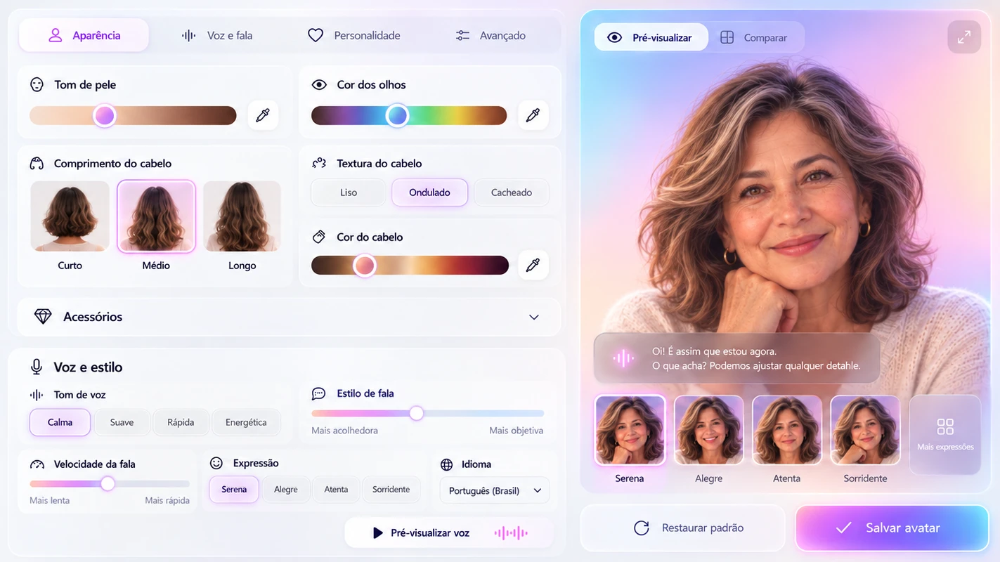 Aparência
Voz e fala
Personalidade
Avançado
Tom de pele
Cor dos olhos
Comprimento do cabelo
Curto
Médio
Longo
Textura do cabelo
Liso
Ondulado
Cacheado
Cor do cabelo
Acessórios
Voz e estilo
Tom de voz
Calma
Suave
Rápida
Energética
Estilo de fala
Mais acolhedora
Mais objetiva
Velocidade da fala
Mais lenta
Mais rápida
Expressão
Serena
Alegre
Atenta
Sorridente
Idioma
Português (Brasil)
Pré-visualizar voz
Pré-visualizar
Comparar
Oi! É assim que estou agora.
O que acha? Podemos ajustar qualquer detahle.
Serena
Alegre
Atenta
Sorridente
Mais expressões
Restaurar padrão
Salvar avatar